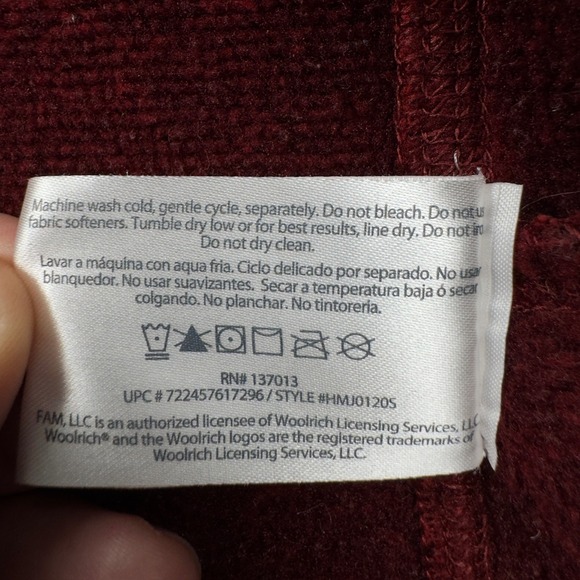 Machine wash cold, gentle cycle, separately. Do not bleach. Do not us
fabric softeners. Tumble dry low or for best results, line dry. Do not iro
Do not dry clean.
Lavar a máquina con aqua fria. Ciclo delicado por separado. No usar
blanquedor. No usar suavizantes. Secar a temperatura baja ó secar
colgando. No planchar. No tintoreria.
RN# 137013
UPC # 722457617296 / STYLE #HMJ0120S
FAM, LLC is an authorized licensee of Woolrich Licensing Services, LLC.
Woolrich® and the Woolrich logos are the registered trademarks of
Woolrich Licensing Services, LLC.